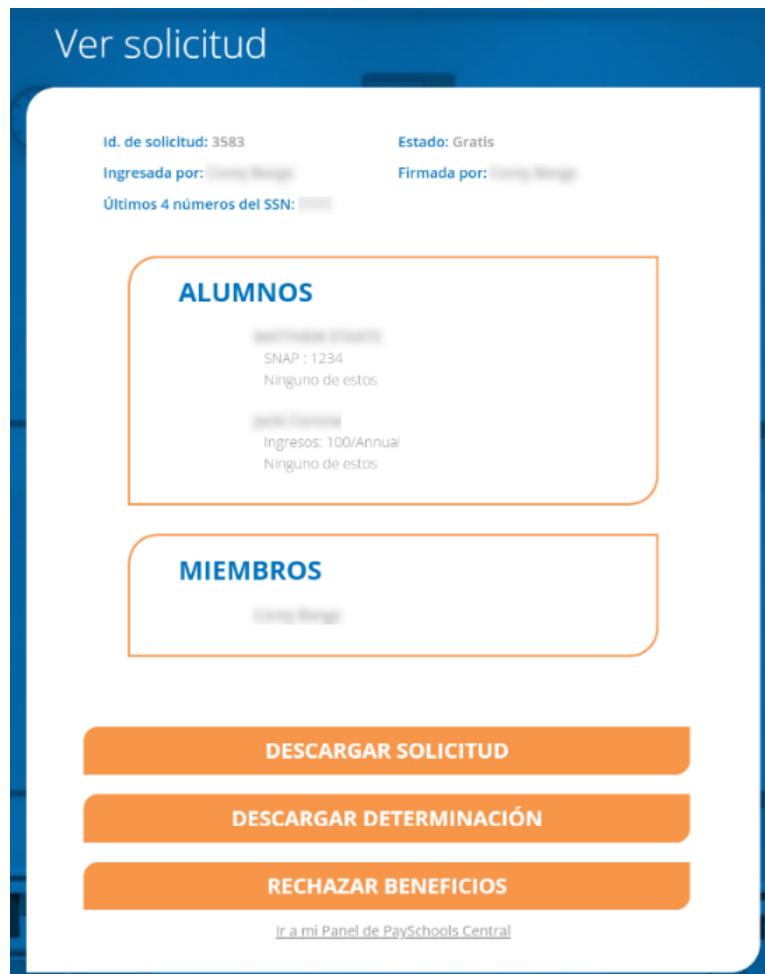 Ver solicitud
Id. de solicitud: 3583
Estado: Gratis
Ingresada por:
Firmada por:
Últimos 4 números del SSN:
ALUMNOS
SNAP : 1234
Ninguno de estos
Ingresos: 100/Annual
Ninguno de estos
MIEMBROS
DESCARGAR SOLICITUD
DESCARGAR DETERMINACIÓN
RECHAZAR BENEFICIOS
Ir a mi Panel de PaySchools Central